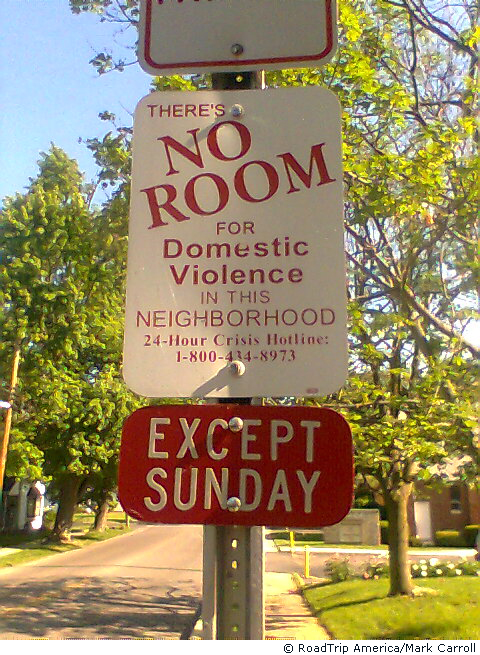 THERE'S
NO
ROOM
FOR
Domestic
Violence
IN THIS
NEIGHBORHOOD
24-Hour Crisis Hotline:
1-800-434-8973
EXCEPT
SUNDAY
© RoadTrip America/Mark Carroll